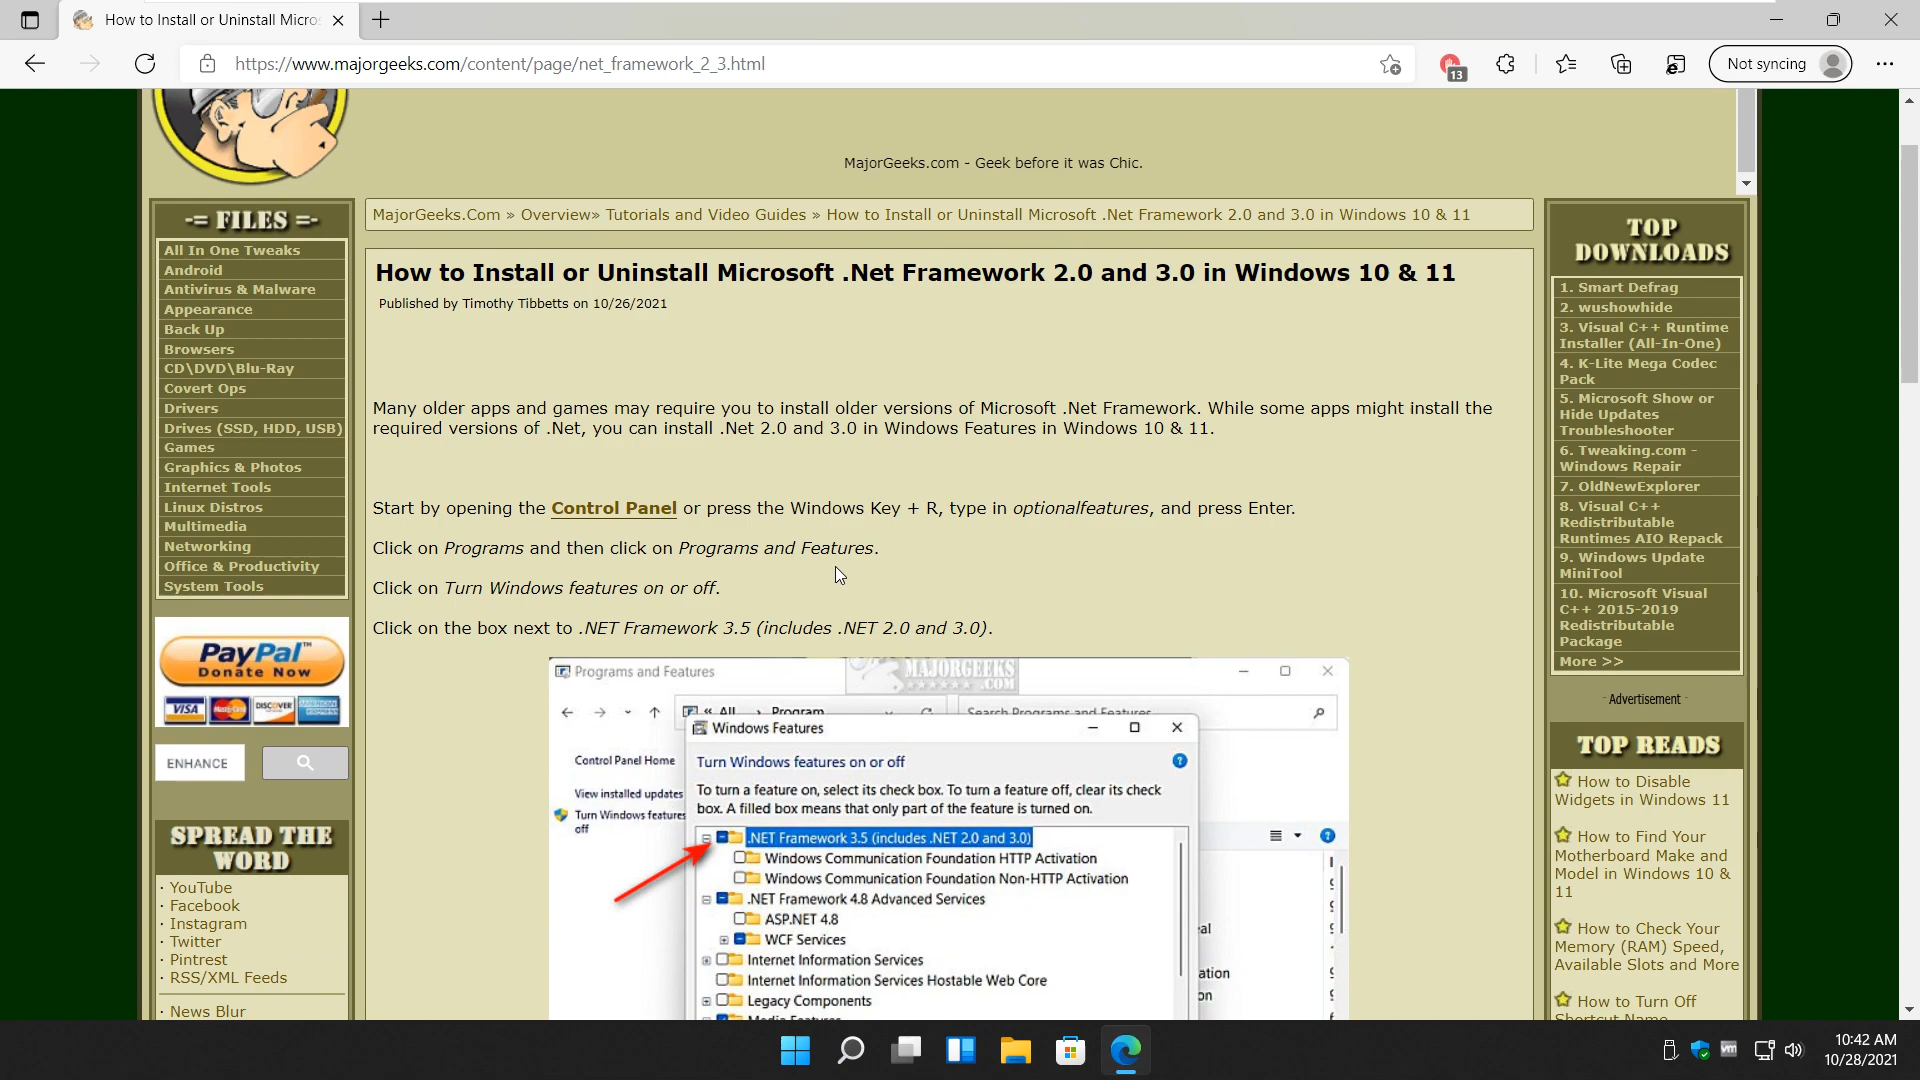 How to Install or Uninstall Micros
https://www.majorgeeks.com/content/page/net_framework_2_3.html
13
Not syncing
MajorGeeks.com - Geek before it was Chic.
-= FILES =-
All In One Tweaks
Android
Antivirus & Malware
Appearance
Back Up
Browsers
CD\DVD\Blu-Ray
Covert Ops
Drivers
Drives (SSD, HDD, USB)
Games
Graphics & Photos
Internet Tools
Linux Distros
Multimedia
Networking
Office & Productivity
System Tools
PayPal™
Donate Now
VISA MasterCard DISCOVER AMERICAN EXPRESS
ENHANCE
SPREAD THE
WORD
· YouTube
· Facebook
· Instagram
· Twitter
· Pintrest
· RSS/XML Feeds
· News Blur
MajorGeeks.Com » Overview» Tutorials and Video Guides » How to Install or Uninstall Microsoft .Net Framework 2.0 and 3.0 in Windows 10 & 11
How to Install or Uninstall Microsoft .Net Framework 2.0 and 3.0 in Windows 10 & 11
Published by Timothy Tibbetts on 10/26/2021
Many older apps and games may require you to install older versions of Microsoft .Net Framework. While some apps might install the
required versions of .Net, you can install .Net 2.0 and 3.0 in Windows Features in Windows 10 & 11.
Start by opening the Control Panel or press the Windows Key + R, type in optionalfeatures, and press Enter.
Click on Programs and then click on Programs and Features.
Click on Turn Windows features on or off.
Click on the box next to .NET Framework 3.5 (includes .NET 2.0 and 3.0).
Programs and Features
MAJORGEEKS
.COM
« All > Program
Search Programs and Features
Control Panel Home
View installed updates
Turn Windows features
off
Windows Features
Turn Windows features on or off
To turn a feature on, select its check box. To turn a feature off, clear its check
box. A filled box means that only part of the feature is turned on.
.NET Framework 3.5 (includes .NET 2.0 and 3.0)
Windows Communication Foundation HTTP Activation
Windows Communication Foundation Non-HTTP Activation
.NET Framework 4.8 Advanced Services
ASP.NET 4.8
WCF Services
Internet Information Services
Internet Information Services Hostable Web Core
Legacy Components
Media Features
TOP
DOWNLOADS
1. Smart Defrag
2. wushowhide
3. Visual C++ Runtime
Installer (All-In-One)
4. K-Lite Mega Codec
Pack
5. Microsoft Show or
Hide Updates
Troubleshooter
6. Tweaking.com -
Windows Repair
7. OldNewExplorer
8. Visual C++
Redistributable
Runtimes AIO Repack
9. Windows Update
MiniTool
10. Microsoft Visual
C++ 2015-2019
Redistributable
Package
More >>
- Advertisement -
TOP READS
How to Disable
Widgets in Windows 11
How to Find Your
Motherboard Make and
Model in Windows 10 &
11
How to Check Your
Memory (RAM) Speed,
Available Slots and More
How to Turn Off
Shortcut Name
vm
10:42 AM
10/28/2021